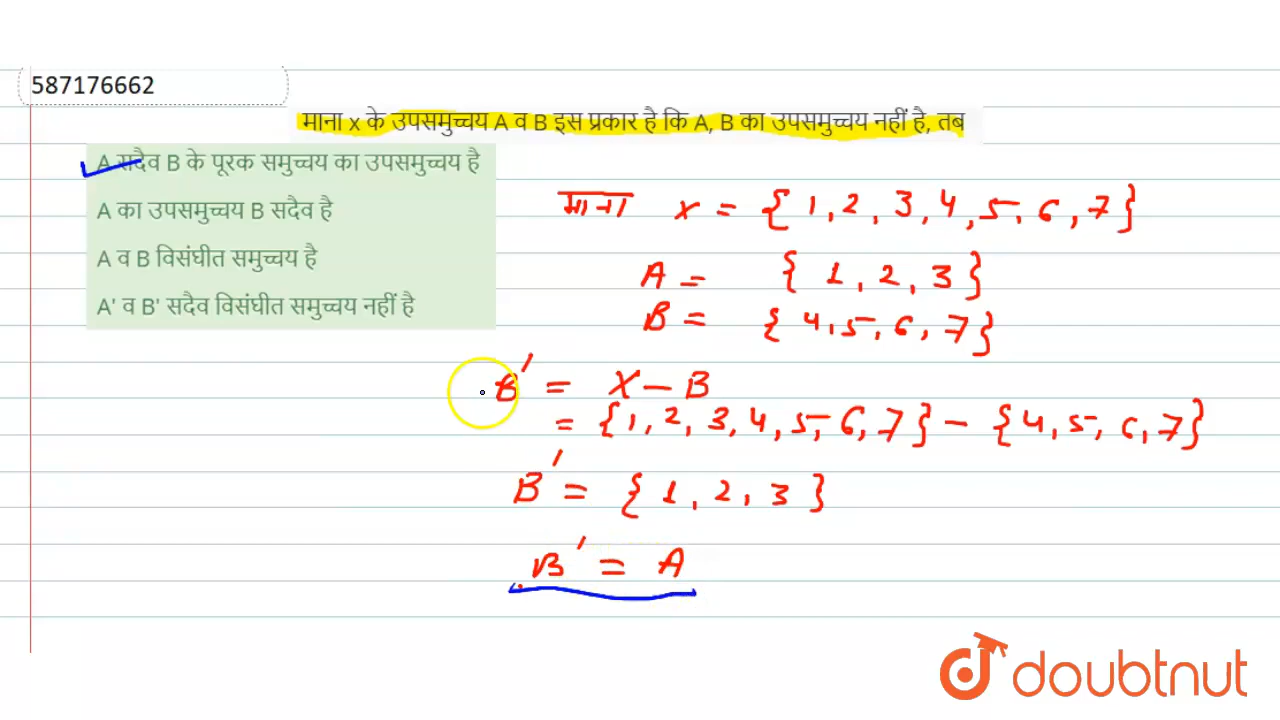 587176662
माना x के उपसमुच्चय A व B इस प्रकार है कि A, B का उपसमुच्चय नहीं है, तब
A सदैव B के पूरक समुच्चय का उपसमुच्चय है
A का उपसमुच्चय B सदैव है
A व B विसंघीत समुच्चय है
A' व B' सदैव विसंघीत समुच्चय नहीं है
माना x = { 1, 2, 3, 4, 5, 6, 7 }
A = { 1, 2, 3 }
B = { 4, 5, 6, 7 }
B' = X - B
= { 1, 2, 3, 4, 5, 6, 7 } - { 4, 5, 6, 7 }
B' = { 1, 2, 3 }
B' = A
doubtnut